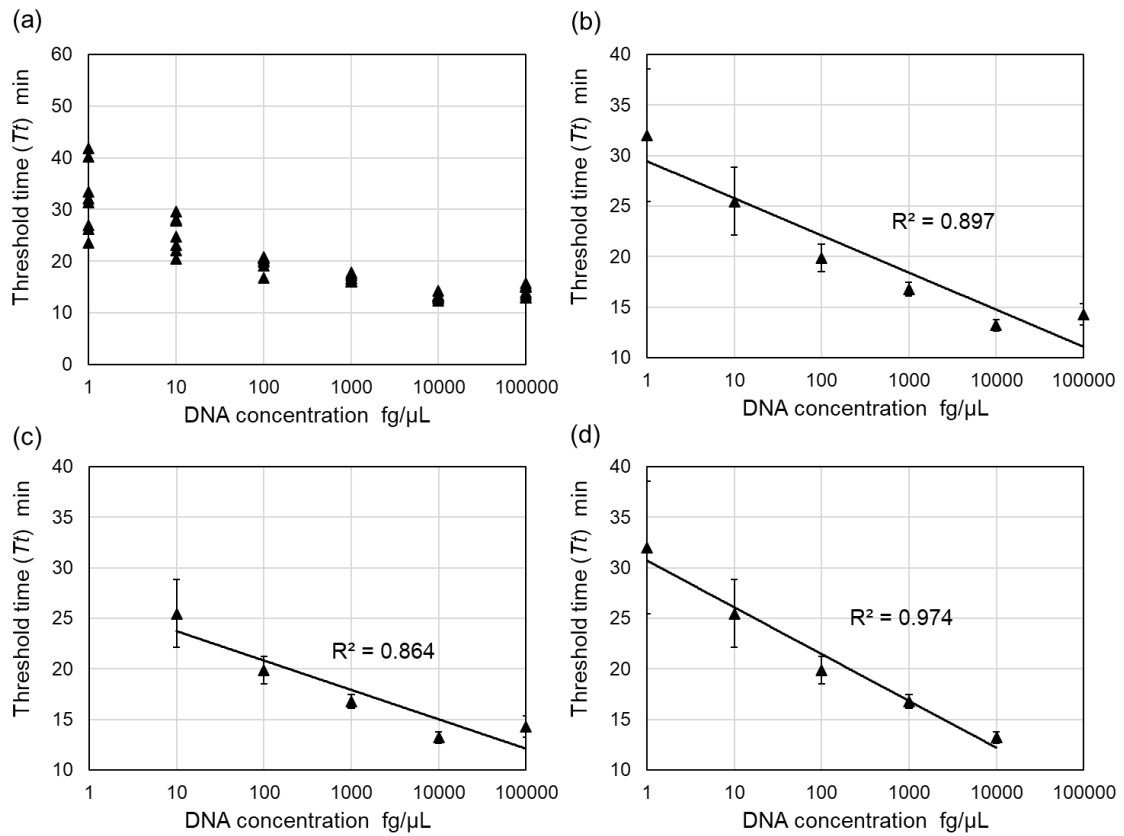 (a)
Threshold time (Tt) min
60
50
40
30
20
10
0
1 10 100 1000 10000 100000
DNA concentration fg/µL
(b)
Threshold time (Tt) min
40
35
30
25
20
15
10
R² = 0.897
1 10 100 1000 10000 100000
DNA concentration fg/µL
(c)
Threshold time (Tt) min
40
35
30
25
20
15
10
R² = 0.864
1 10 100 1000 10000 100000
DNA concentration fg/µL
(d)
Threshold time (Tt) min
40
35
30
25
20
15
10
R² = 0.974
1 10 100 1000 10000 100000
DNA concentration fg/µL